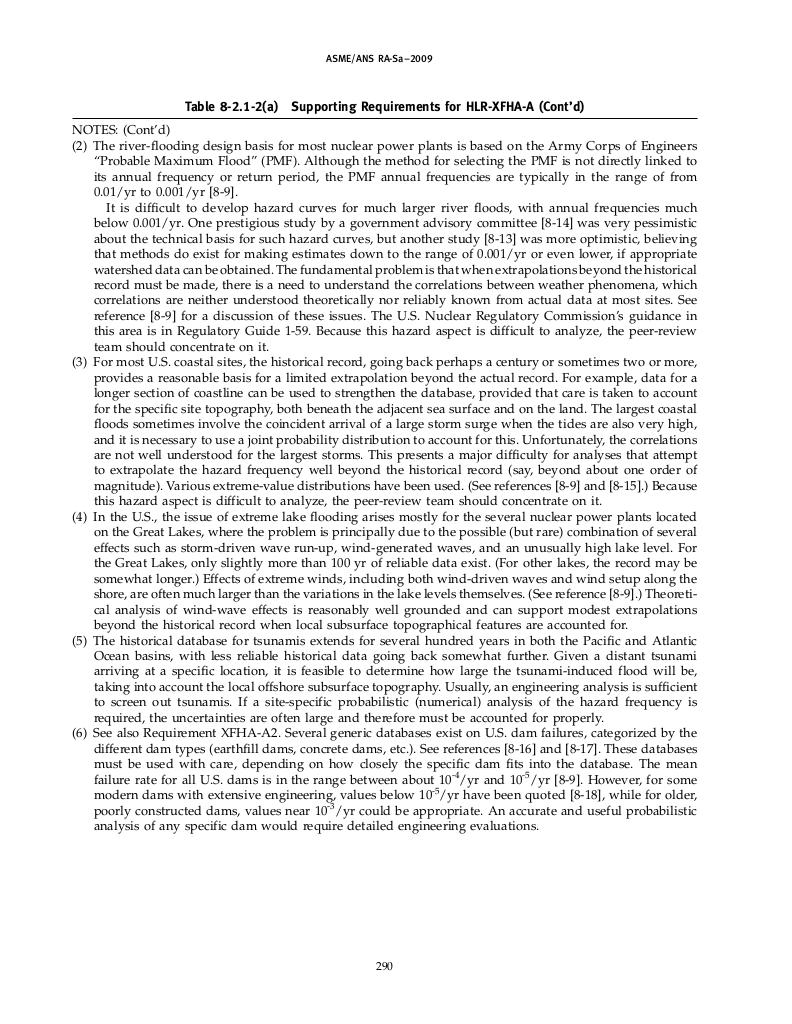 ASME/ANS RA-Sa–2009
Table 8-2.1-2(a) Supporting Requirements for HLR-XFHA-A (Cont’d)
NOTES: (Cont’d)
(2) The river-flooding design basis for most nuclear power plants is based on the Army Corps of Engineers
“Probable Maximum Flood” (PMF). Although the method for selecting the PMF is not directly linked to
its annual frequency or return period, the PMF annual frequencies are typically in the range of from
0.01/yr to 0.001/yr [8-9].
It is difficult to develop hazard curves for much larger river floods, with annual frequencies much
below 0.001/yr. One prestigious study by a government advisory committee [8-14] was very pessimistic
about the technical basis for such hazard curves, but another study [8-13] was more optimistic, believing
that methods do exist for making estimates down to the range of 0.001/yr or even lower, if appropriate
watershed data can be obtained. The fundamental problem is that when extrapolations beyond the historical
record must be made, there is a need to understand the correlations between weather phenomena, which
correlations are neither understood theoretically nor reliably known from actual data at most sites. See
reference [8-9] for a discussion of these issues. The U.S. Nuclear Regulatory Commission’s guidance in
this area is in Regulatory Guide 1-59. Because this hazard aspect is difficult to analyze, the peer-review
team should concentrate on it.
(3) For most U.S. coastal sites, the historical record, going back perhaps a century or sometimes two or more,
provides a reasonable basis for a limited extrapolation beyond the actual record. For example, data for a
longer section of coastline can be used to strengthen the database, provided that care is taken to account
for the specific site topography, both beneath the adjacent sea surface and on the land. The largest coastal
floods sometimes involve the coincident arrival of a large storm surge when the tides are also very high,
and it is necessary to use a joint probability distribution to account for this. Unfortunately, the correlations
are not well understood for the largest storms. This presents a major difficulty for analyses that attempt
to extrapolate the hazard frequency well beyond the historical record (say, beyond about one order of
magnitude). Various extreme-value distributions have been used. (See references [8-9] and [8-15].) Because
this hazard aspect is difficult to analyze, the peer-review team should concentrate on it.
(4) In the U.S., the issue of extreme lake flooding arises mostly for the several nuclear power plants located
on the Great Lakes, where the problem is principally due to the possible (but rare) combination of several
effects such as storm-driven wave run-up, wind-generated waves, and an unusually high lake level. For
the Great Lakes, only slightly more than 100 yr of reliable data exist. (For other lakes, the record may be
somewhat longer.) Effects of extreme winds, including both wind-driven waves and wind setup along the
shore, are often much larger than the variations in the lake levels themselves. (See reference [8-9].) Theoreti-
cal analysis of wind-wave effects is reasonably well grounded and can support modest extrapolations
beyond the historical record when local subsurface topographical features are accounted for.
(5) The historical database for tsunamis extends for several hundred years in both the Pacific and Atlantic
Ocean basins, with less reliable historical data going back somewhat further. Given a distant tsunami
arriving at a specific location, it is feasible to determine how large the tsunami-induced flood will be,
taking into account the local offshore subsurface topography. Usually, an engineering analysis is sufficient
to screen out tsunamis. If a site-specific probabilistic (numerical) analysis of the hazard frequency is
required, the uncertainties are often large and therefore must be accounted for properly.
(6) See also Requirement XFHA-A2. Several generic databases exist on U.S. dam failures, categorized by the
different dam types (earthfill dams, concrete dams, etc.). See references [8-16] and [8-17]. These databases
must be used with care, depending on how closely the specific dam fits into the database. The mean
failure rate for all U.S. dams is in the range between about 10⁻⁴/yr and 10⁻⁵/yr [8-9]. However, for some
modern dams with extensive engineering, values below 10⁻⁵/yr have been quoted [8-18], while for older,
poorly constructed dams, values near 10⁻³/yr could be appropriate. An accurate and useful probabilistic
analysis of any specific dam would require detailed engineering evaluations.
290